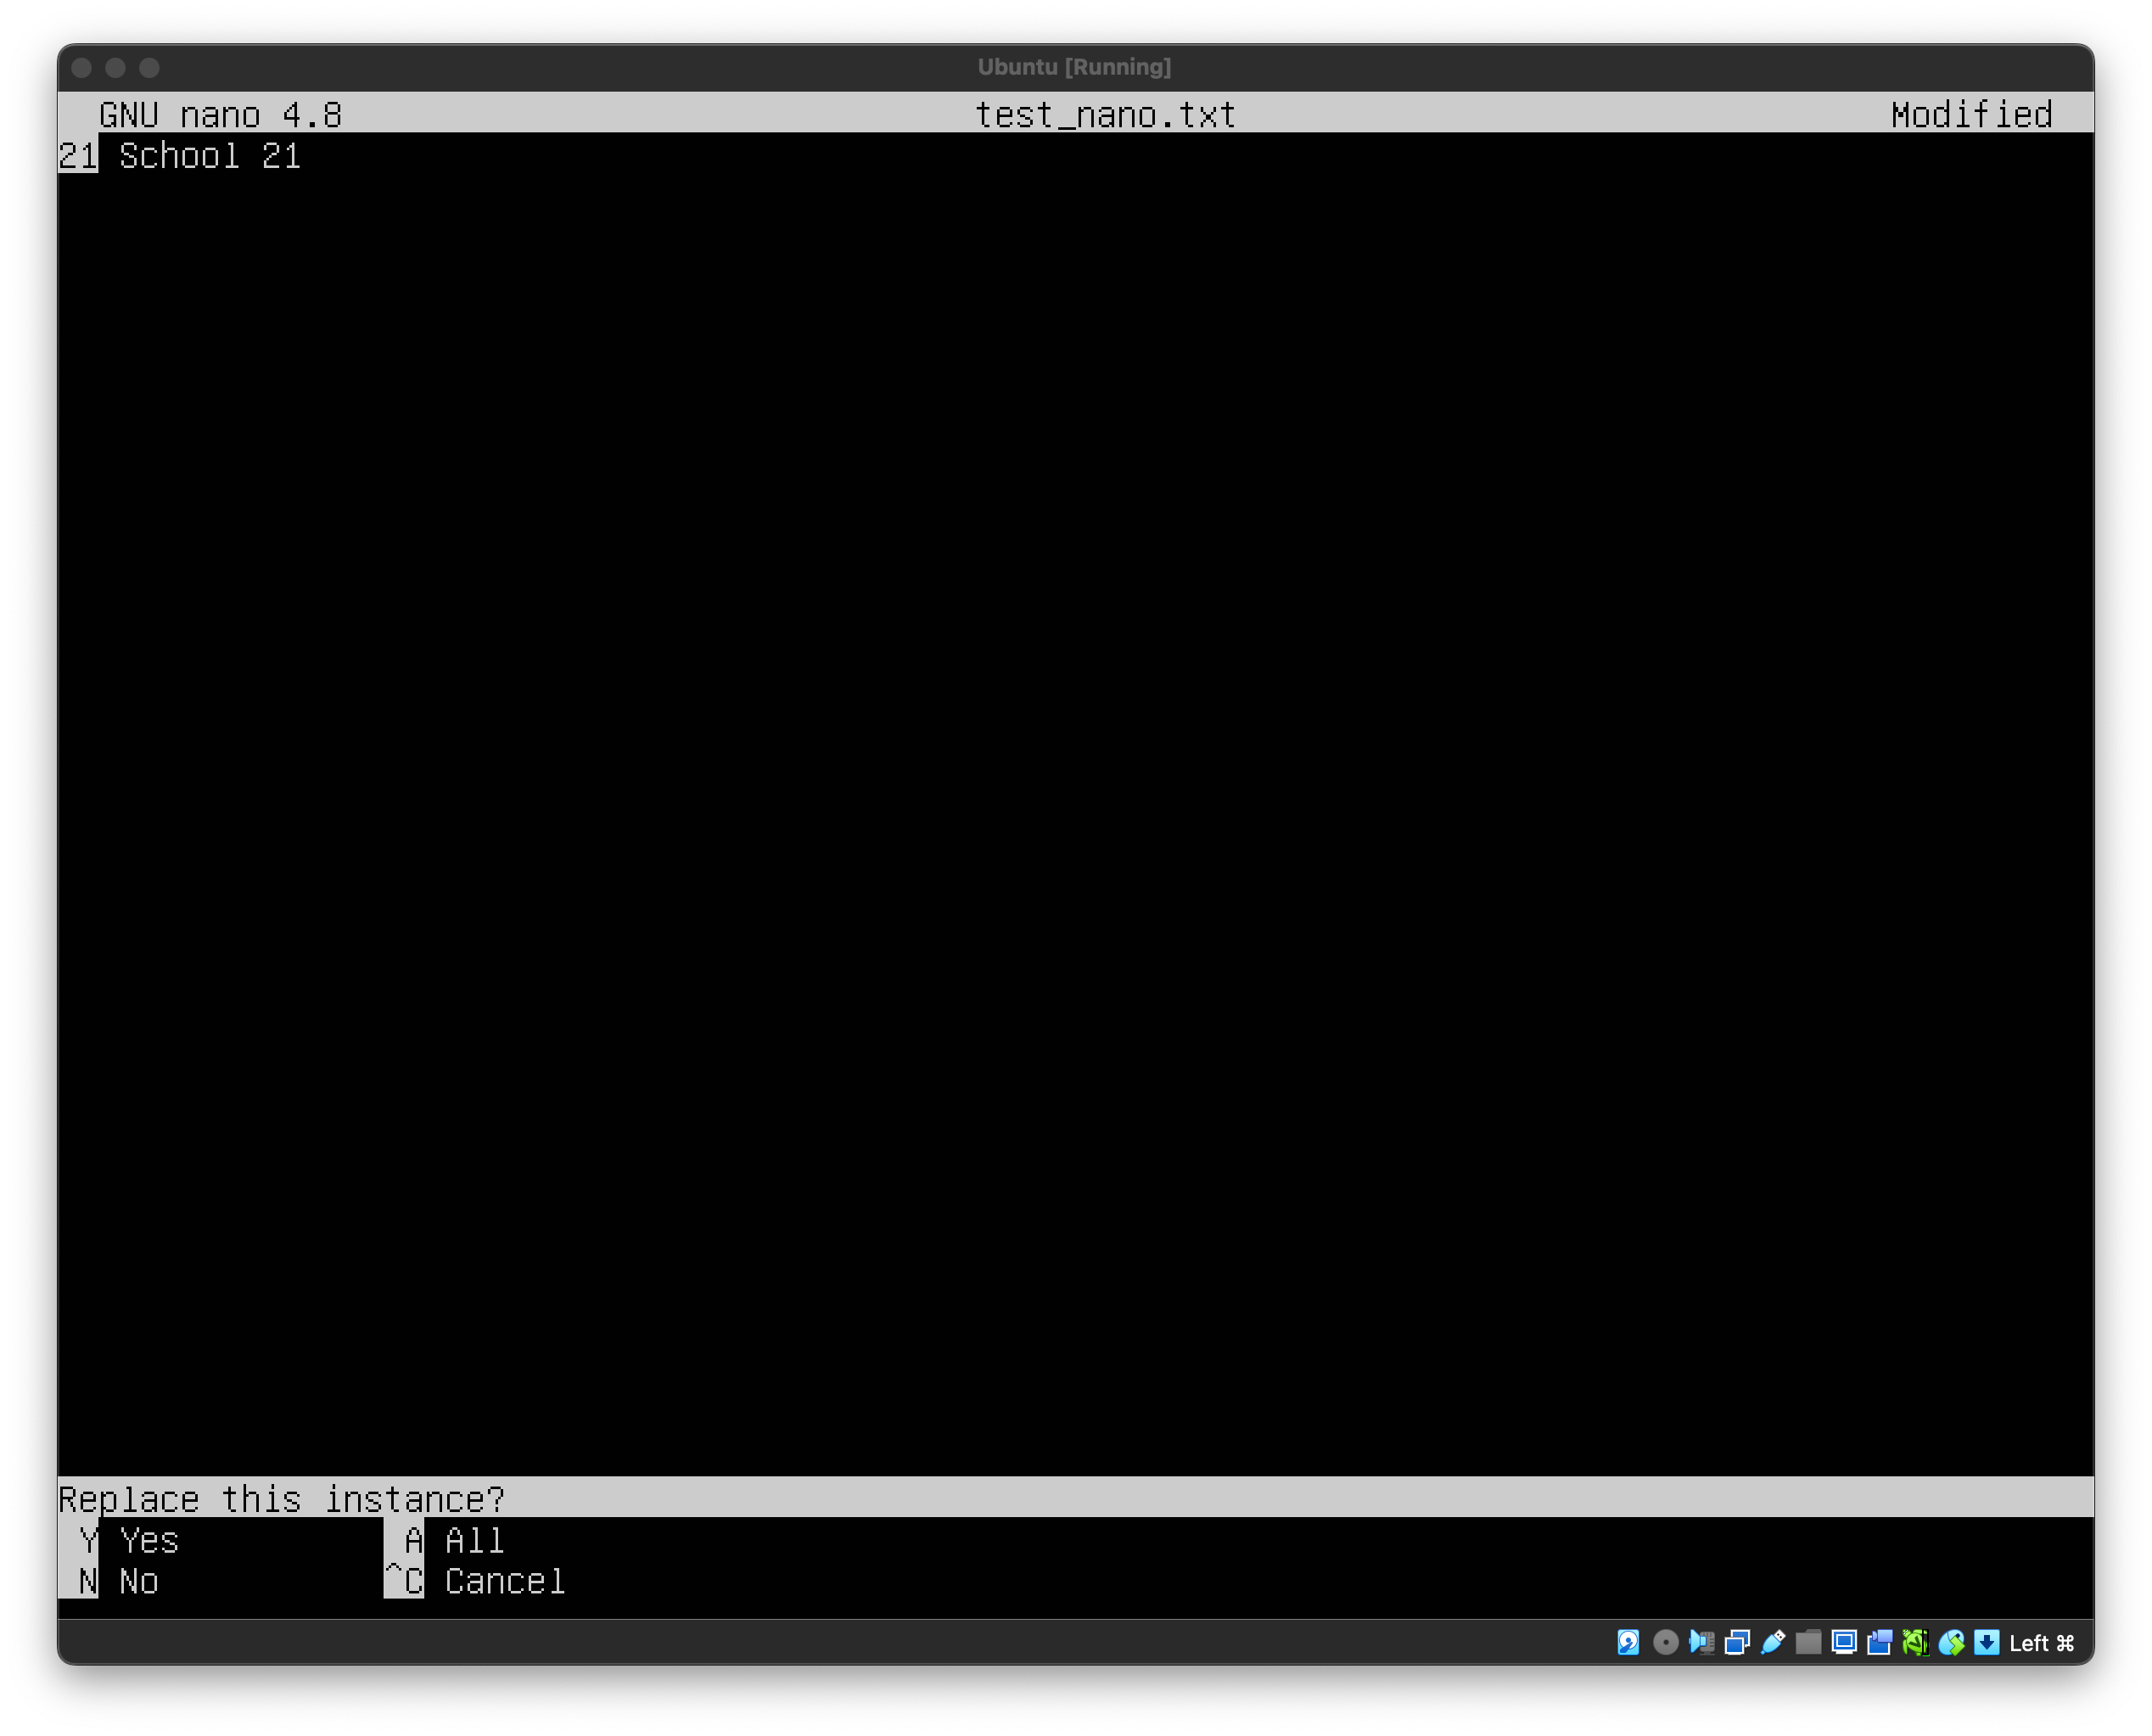 Ubuntu [Running]
GNU nano 4.8 test_nano.txt Modified
21 School 21
Replace this instance?
Y Yes A All
N No ^C Cancel
Left ⌘